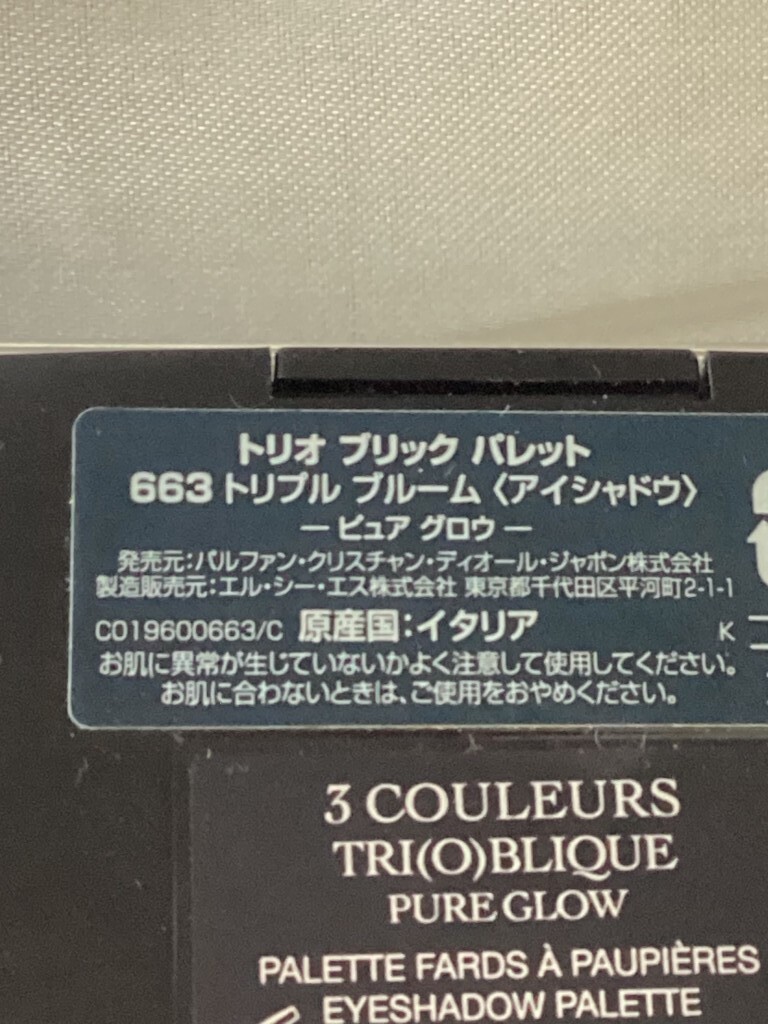 トリオ ブリック パレット
663 トリプル ブルーム〈アイシャドウ〉
― ピュア グロウ ―
発売元:パルファン・クリスチャン・ディオール・ジャポン株式会社
製造販売元:エル・シー・エス株式会社 東京都千代田区平河町2-1-1
C019600663/C 原産国:イタリア K
お肌に異常が生じていないかよく注意して使用してください。
お肌に合わないときは、ご使用をおやめください。
3 COULEURS
TRI(O)BLIQUE
PURE GLOW
PALETTE FARDS À PAUPIÈRES
EYESHADOW PALETTE